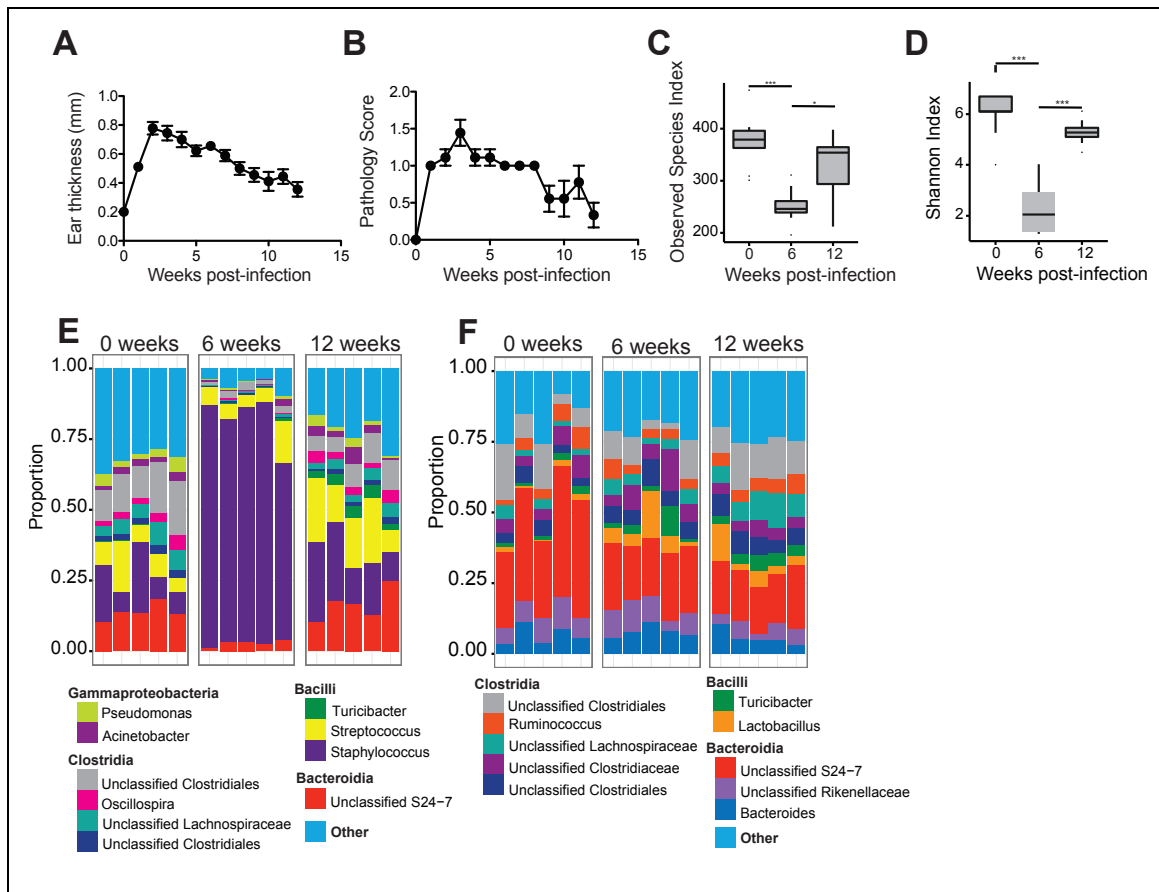 A
Ear thickness (mm)
1.0
0.8
0.6
0.4
0.2
0.0
0
5
10
15
Weeks post-infection
B
Pathology Score
2.0
1.5
1.0
0.5
0.0
0
5
10
15
Weeks post-infection
C
Observed Species Index
400
300
200
***
*
0
6
12
Weeks post-infection
D
Shannon Index
6
4
2
***
***
0
6
12
Weeks post-infection
E
0 weeks
6 weeks
12 weeks
Proportion
1.00
0.75
0.50
0.25
0.00
Gammaproteobacteria
Pseudomonas
Acinetobacter
Clostridia
Unclassified Clostridiales
Oscillospira
Unclassified Lachnospiraceae
Unclassified Clostridiales
Bacilli
Turicibacter
Streptococcus
Staphylococcus
Bacteroidia
Unclassified S24-7
Other
F
0 weeks
6 weeks
12 weeks
Proportion
1.00
0.75
0.50
0.25
0.00
Clostridia
Unclassified Clostridiales
Ruminococcus
Unclassified Lachnospiraceae
Unclassified Clostridiaceae
Unclassified Clostridiales
Bacilli
Turicibacter
Lactobacillus
Bacteroidia
Unclassified S24-7
Unclassified Rikenellaceae
Bacteroides
Other